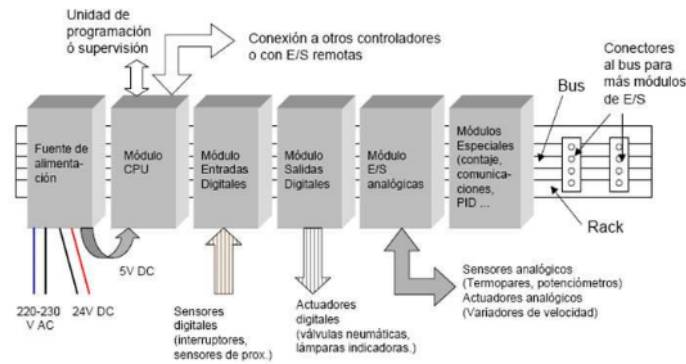 Unidad de
programación
ó supervisión
Conexión a otros controladores
o con E/S remotas
Conectores
al bus para
más módulos
de E/S
Bus
Fuente de
alimenta-
ción
Módulo
CPU
Módulo
Entradas
Digitales
Módulo
Salidas
Digitales
Módulo
E/S
analógicas
Módulos
Especiales
(contaje,
comunica-
ciones,
PID ...
Rack
5V DC
220-230
V AC
24V DC
Sensores
digitales
(interruptores,
sensores de prox.)
Actuadores
digitales
(válvulas neumáticas,
lámparas indicadoras.)
Sensores analógicos
(Termopares, potenciómetros)
Actuadores analógicos
(Variadores de velocidad)